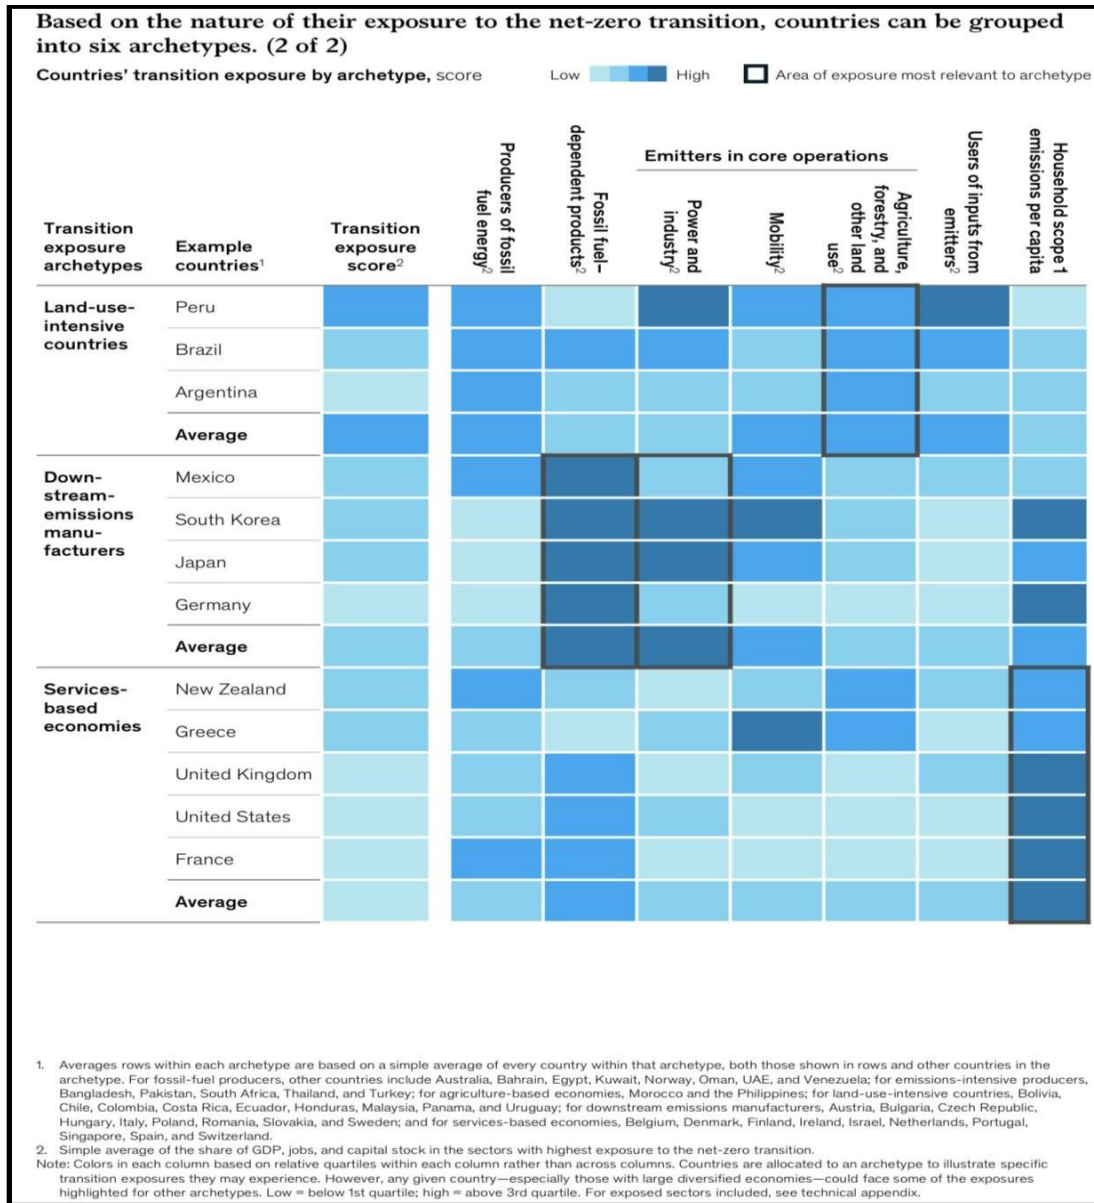 Based on the nature of their exposure to the net-zero transition, countries can be grouped
into six archetypes. (2 of 2)
Countries' transition exposure by archetype, score
Low
High
Area of exposure most relevant to archetype
Transition
exposure
archetypes
Example
countries1
Transition
exposure
score2
Producers of fossil
fuel energy2
Fossil fuel–
dependent products2
Emitters in core operations
Power and
industry2
Mobility2
Agriculture,
forestry, and
other land
use2
Users of inputs from
emitters2
Household scope 1
emissions per capita
Land-use-
intensive
countries
Peru
Brazil
Argentina
Average
Down-
stream-
emissions
manu-
facturers
Mexico
South Korea
Japan
Germany
Average
Services-
based
economies
New Zealand
Greece
United Kingdom
United States
France
Average
1. Averages rows within each archetype are based on a simple average of every country within that archetype, both those shown in rows and other countries in the
archetype. For fossil-fuel producers, other countries include Australia, Bahrain, Egypt, Kuwait, Norway, Oman, UAE, and Venezuela; for emissions-intensive producers,
Bangladesh, Pakistan, South Africa, Thailand, and Turkey; for agriculture-based economies, Morocco and the Philippines; for land-use-intensive countries, Bolivia,
Chile, Colombia, Costa Rica, Ecuador, Honduras, Malaysia, Panama, and Uruguay; for downstream emissions manufacturers, Austria, Bulgaria, Czech Republic,
Hungary, Italy, Poland, Romania, Slovakia, and Sweden; and for services-based economies, Belgium, Denmark, Finland, Ireland, Israel, Netherlands, Portugal,
Singapore, Spain, and Switzerland.
2. Simple average of the share of GDP, jobs, and capital stock in the sectors with highest exposure to the net-zero transition.
Note: Colors in each column based on relative quartiles within each column rather than across columns. Countries are allocated to an archetype to illustrate specific
transition exposures they may experience. However, any given country—especially those with large diversified economies—could face some of the exposures
highlighted for other archetypes. Low = below 1st quartile; high = above 3rd quartile. For exposed sectors included, see technical appendix.